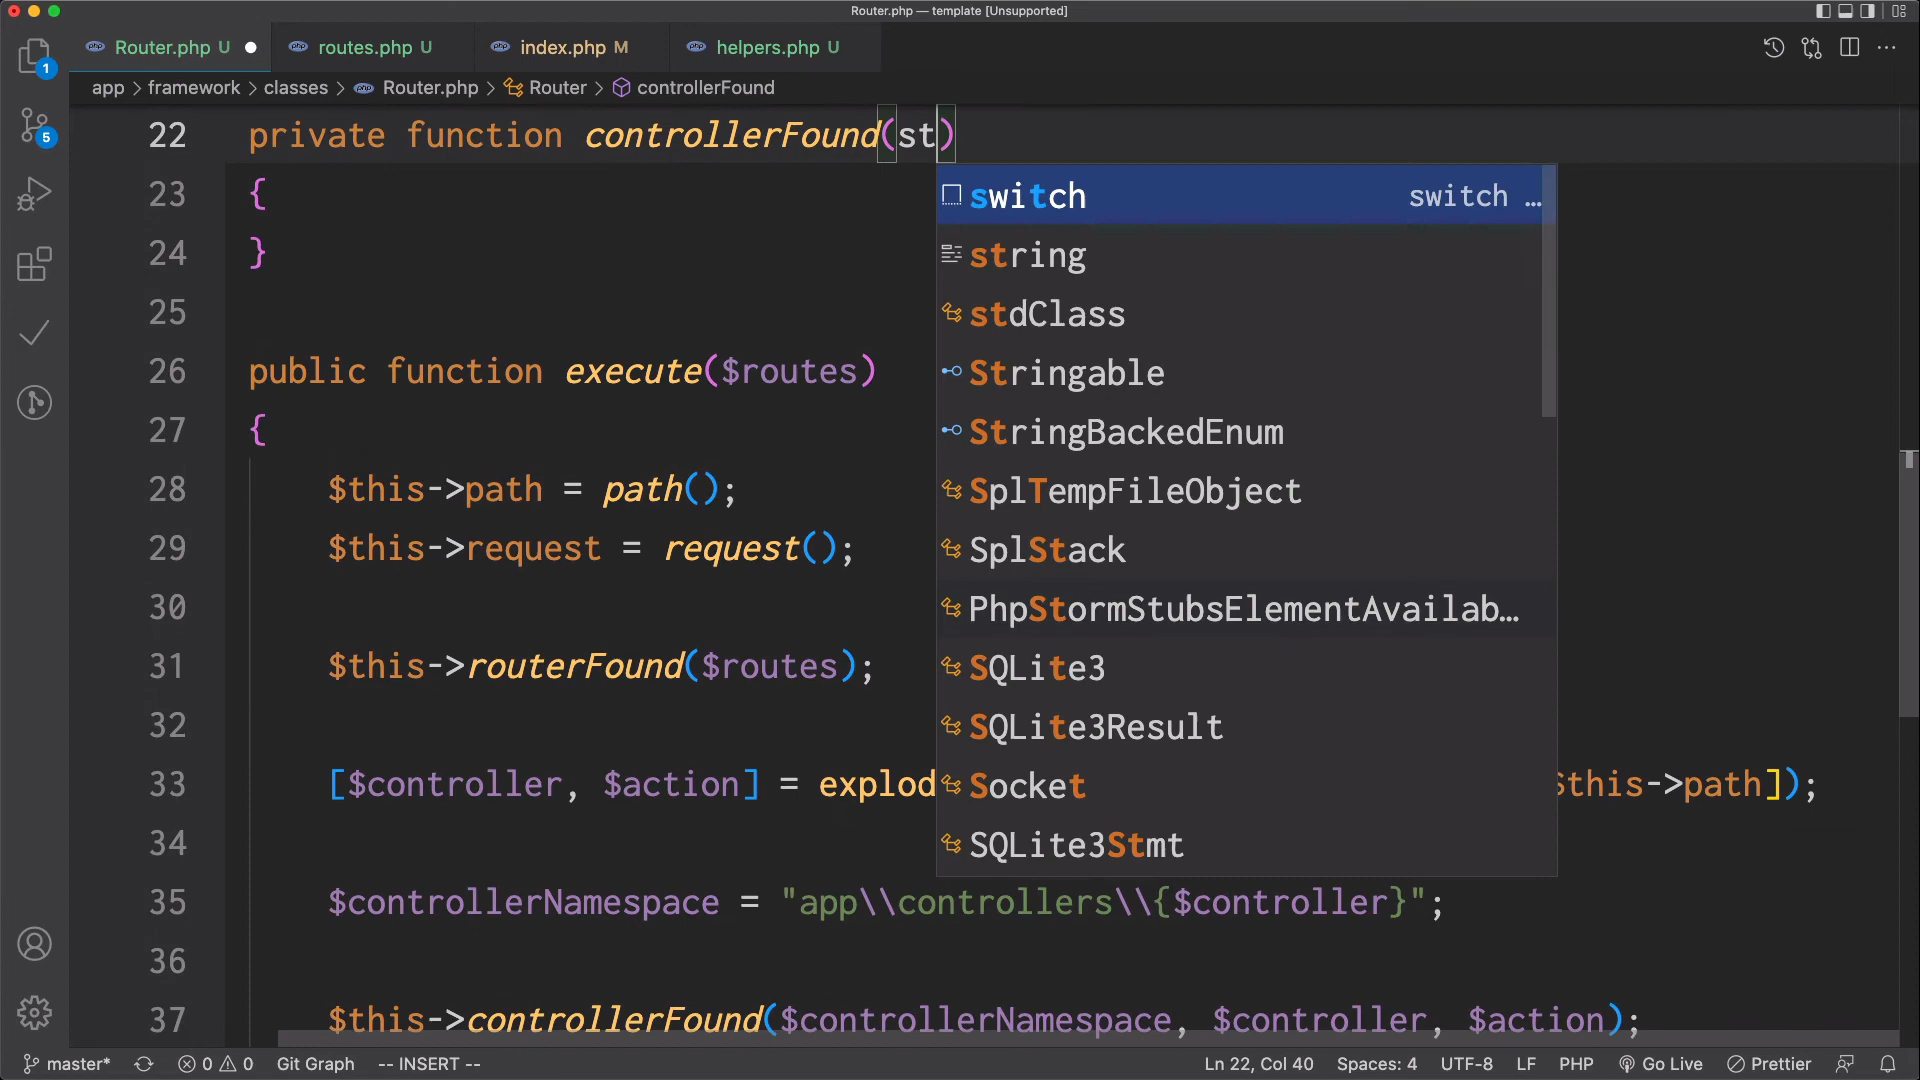 Router.php — template [Unsupported]
Router.php U routes.php U index.php M helpers.php U
app > framework > classes > Router.php > Router > controllerFound
22 private function controllerFound(st)
23 {
24 }
25
26 public function execute($routes)
27 {
28 $this->path = path();
29 $this->request = request();
30
31 $this->routerFound($routes);
32
33 [$controller, $action] = explod $this->path]);
34
35 $controllerNamespace = "app\\controllers\\{$controller}";
36
37 $this->controllerFound($controllerNamespace, $controller, $action);
switch switch …
string
stdClass
Stringable
StringBackedEnum
SplTempFileObject
SplStack
PhpStormStubsElementAvailab…
SQLite3
SQLite3Result
Socket
SQLite3Stmt
1
5
master* 0 0 Git Graph -- INSERT -- Ln 22, Col 40 Spaces: 4 UTF-8 LF PHP Go Live Prettier